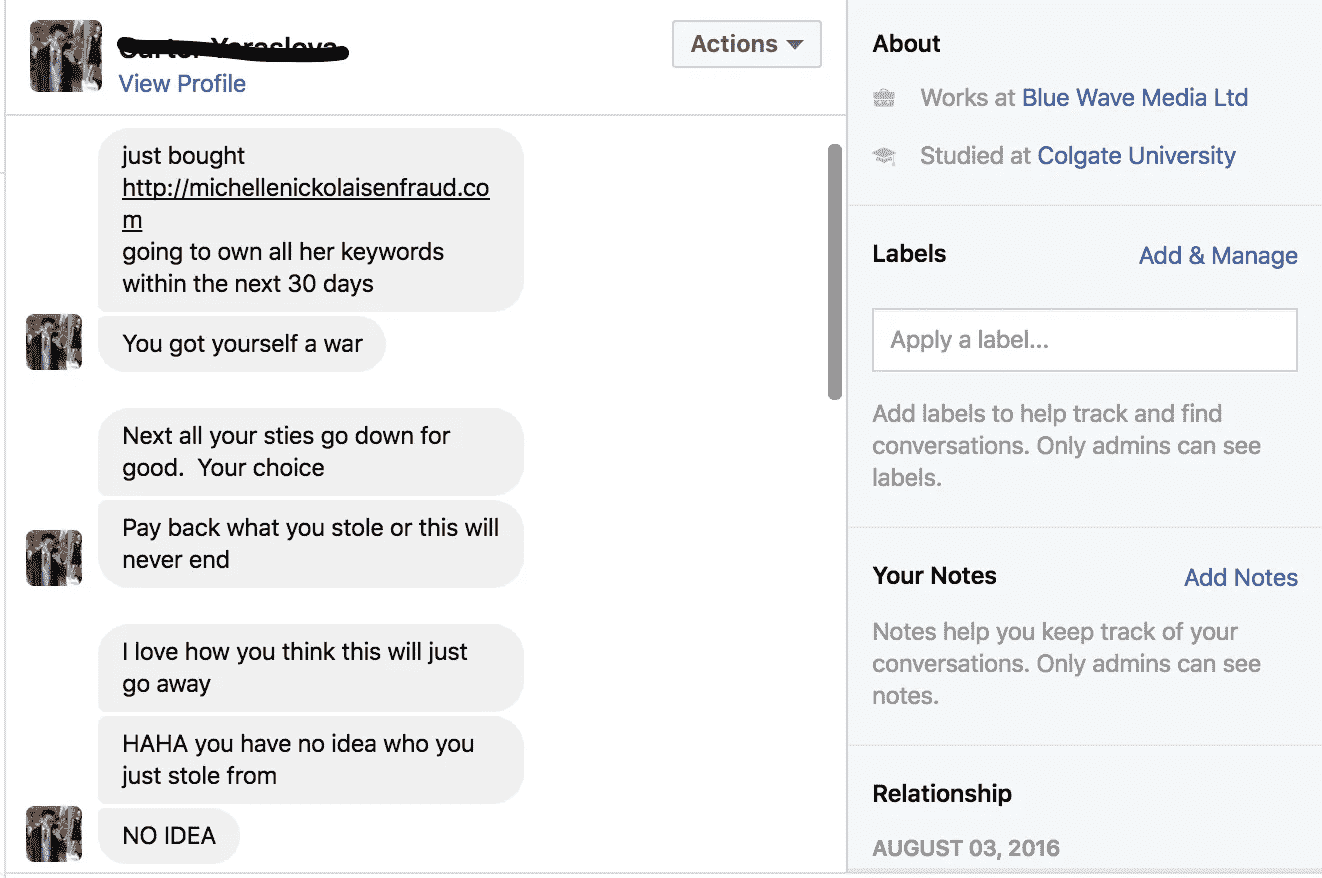 View Profile
Actions
just bought
http://michellenickolaisenfraud.co
m
going to own all her keywords
within the next 30 days
You got yourself a war
Next all your sties go down for
good.  Your choice
Pay back what you stole or this will
never end
I love how you think this will just
go away
HAHA you have no idea who you
just stole from
NO IDEA
About
Works at Blue Wave Media Ltd
Studied at Colgate University
Labels
Add & Manage
Apply a label...
Add labels to help track and find
conversations. Only admins can see
labels.
Your Notes
Add Notes
Notes help you keep track of your
conversations. Only admins can see
notes.
Relationship
AUGUST 03, 2016